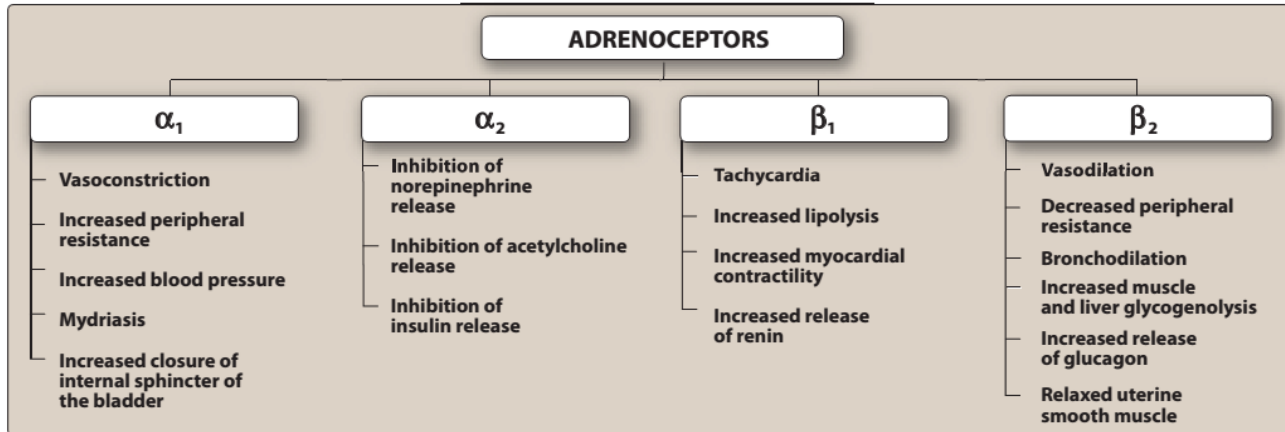 ADRENOCEPTORS
α₁
Vasoconstriction
Increased peripheral
resistance
Increased blood pressure
Mydriasis
Increased closure of
internal sphincter of
the bladder
α₂
Inhibition of
norepinephrine
release
Inhibition of acetylcholine
release
Inhibition of
insulin release
β₁
Tachycardia
Increased lipolysis
Increased myocardial
contractility
Increased release
of renin
β₂
Vasodilation
Decreased peripheral
resistance
Bronchodilation
Increased muscle
and liver glycogenolysis
Increased release
of glucagon
Relaxed uterine
smooth muscle